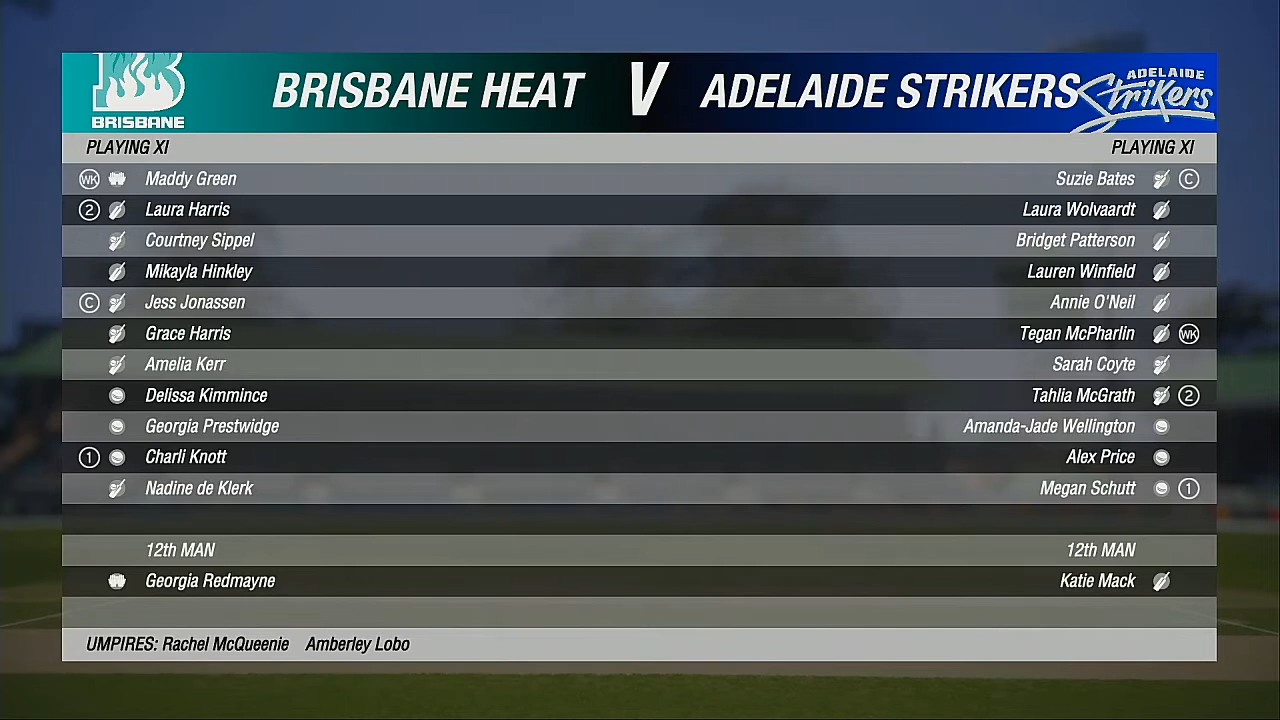 BRISBANE
BRISBANE HEAT V ADELAIDE STRIKERS
ADELAIDE
Strikers
PLAYING XI PLAYING XI
WK Maddy Green Suzie Bates C
2 Laura Harris Laura Wolvaardt
Courtney Sippel Bridget Patterson
Mikayla Hinkley Lauren Winfield
C Jess Jonassen Annie O'Neil
Grace Harris Tegan McPharlin WK
Amelia Kerr Sarah Coyte
Delissa Kimmince Tahlia McGrath 2
Georgia Prestwidge Amanda-Jade Wellington
1 Charli Knott Alex Price
Nadine de Klerk Megan Schutt 1
12th MAN 12th MAN
Georgia Redmayne Katie Mack
UMPIRES: Rachel McQueenie Amberley Lobo